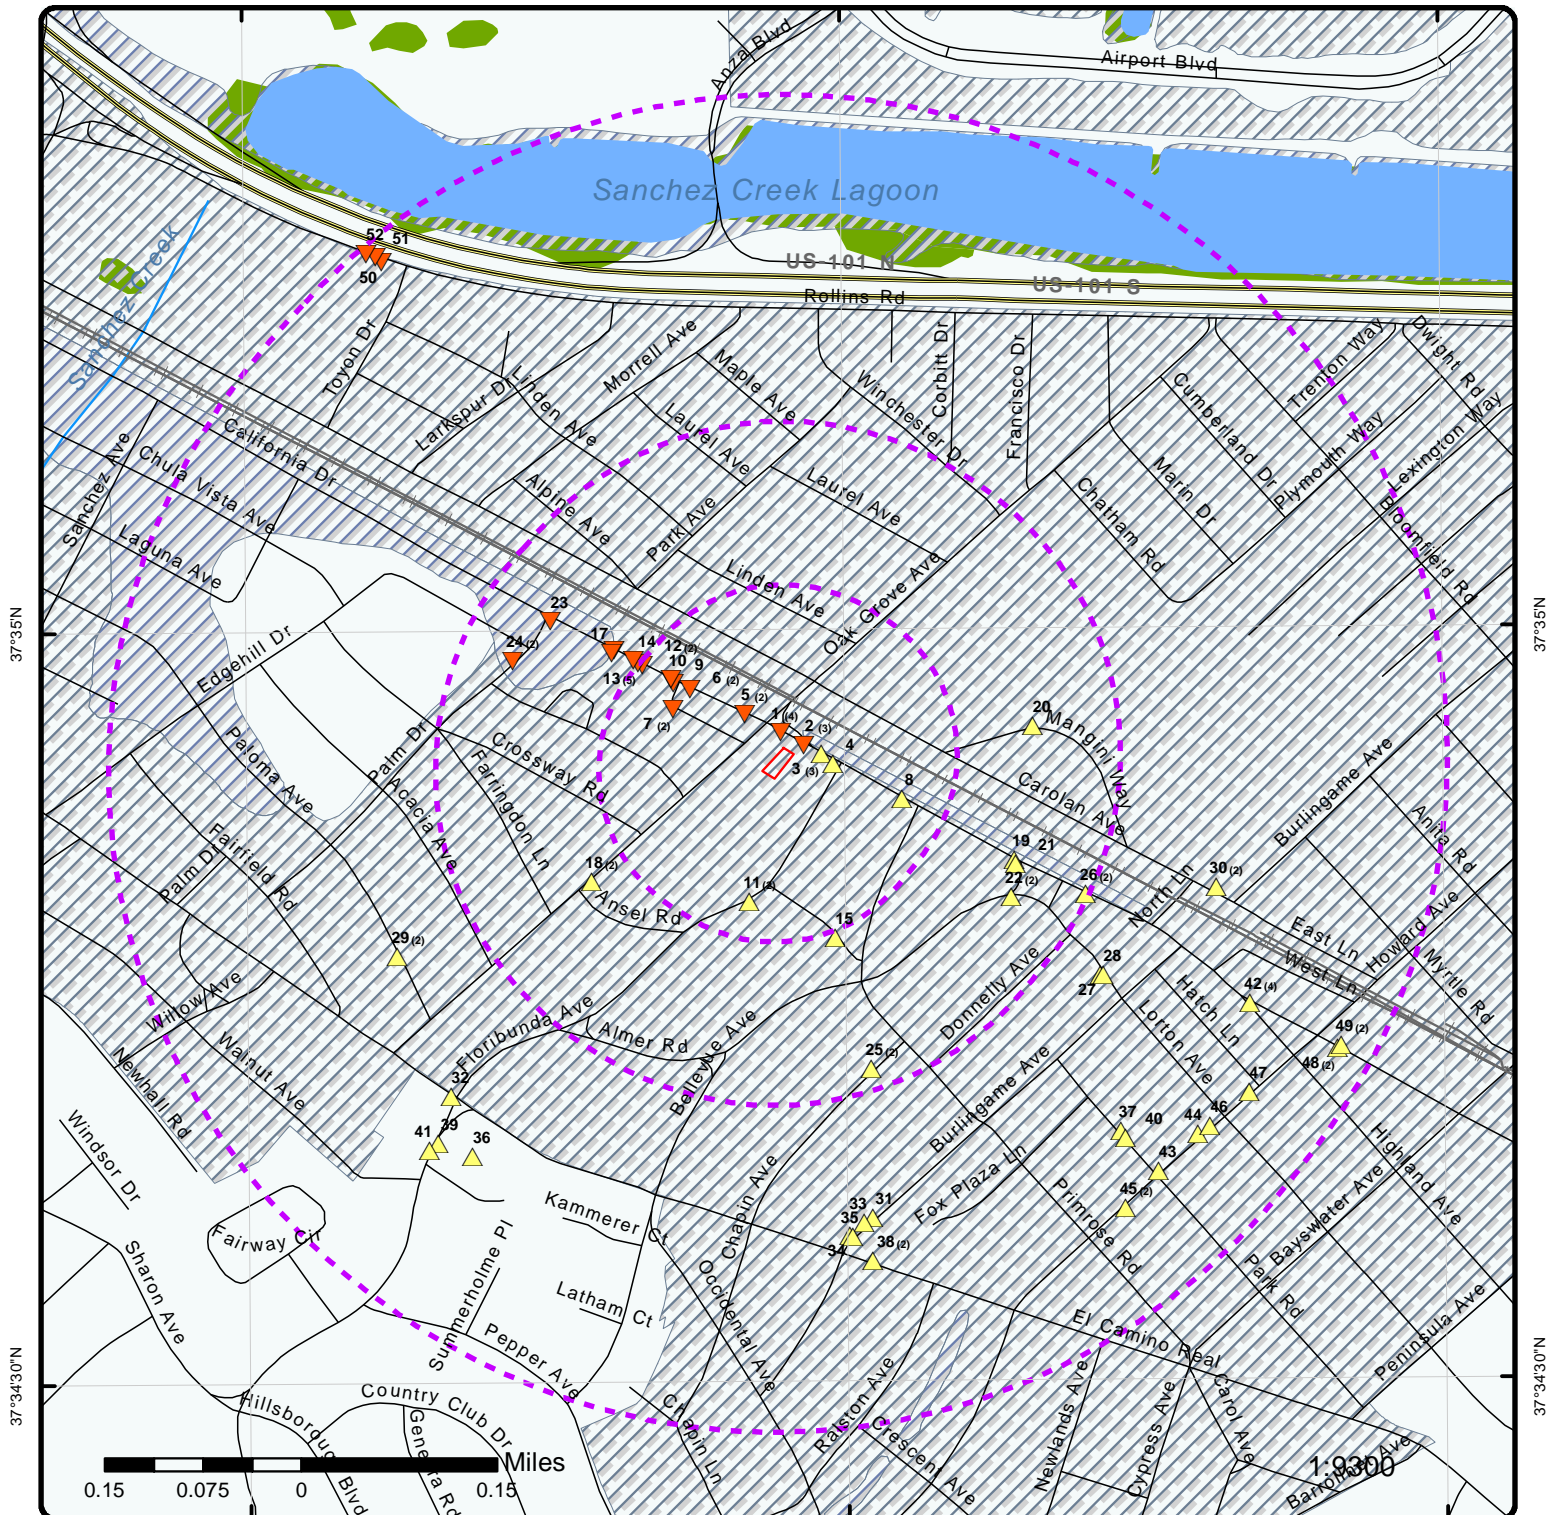 Anza Blvd
Airport Blvd
Sanchez Creek Lagoon
Sanchez Creek
52
51
50
US-101 N
US-101 S
Rollins Rd
Toyon Dr
Larkspur Dr
Linden Ave
Morrell Ave
Maple Ave
Laurel Ave
Winchester Dr
Corbitt Dr
Francisco Dr
Cumberland Dr
Trenton Way
Dwight Rd
Lexington Way
Plymouth Way
Bloomfield Rd
Marin Dr
Chatham Rd
Laurel Ave
Alpine Ave
Park Ave
Linden Ave
Oak Grove Ave
Sanchez Ave
California Dr
Chula Vista Ave
Laguna Ave
Edgehill Dr
Paloma Ave
Palm Dr
Acacia Ave
Farringdon Ln
Crossway Rd
Fairfield Rd
Palm Dr
23
24 (2)
17
14
12 (2)
13 (5)
10
9
6 (2)
7 (2)
5 (2)
1 (4)
2 (3)
3 (3)
4
8
20
Mangini Way
Carolan Ave
Burlingame Ave
Anita Rd
37°35'N
37°35'N
18 (2)
Ansel Rd
11 (2)
15
19
21
22 (2)
26 (2)
North Ln
30 (2)
East Ln
West Ln
Howard Ave
Myrtle Rd
29 (2)
Willow Ave
Walnut Ave
Newhall Rd
Floribunda Ave
Almer Rd
Bellevue Ave
Donnelly Ave
28
27
Hatch Ln
Lorton Ave
42 (4)
49 (2)
48 (2)
47
46
44
43
40
37
45 (2)
25 (2)
Burlingame Ave
Fox Plaza Ln
Primrose Rd
Highland Ave
Bayswater Ave
Park Rd
Peninsula Ave
32
39
41
36
Windsor Dr
Fairway Cir
Sharon Ave
Kammerer Ct
Latham Ct
Summerholme Pl
Pepper Ave
Country Club Dr
Hillsborough Blvd
Genevra Rd
Chapin Ave
Occidental Ave
Chapin Ln
31
33
35
34
38 (2)
El Camino Real
Ralston Ave
Crescent Ave
Newlands Ave
Cypress Ave
Carol Ave
Barroilhet Ave
37°34'30"N
37°34'30"N
Miles
0.15
0.075
0
0.15
1:9300